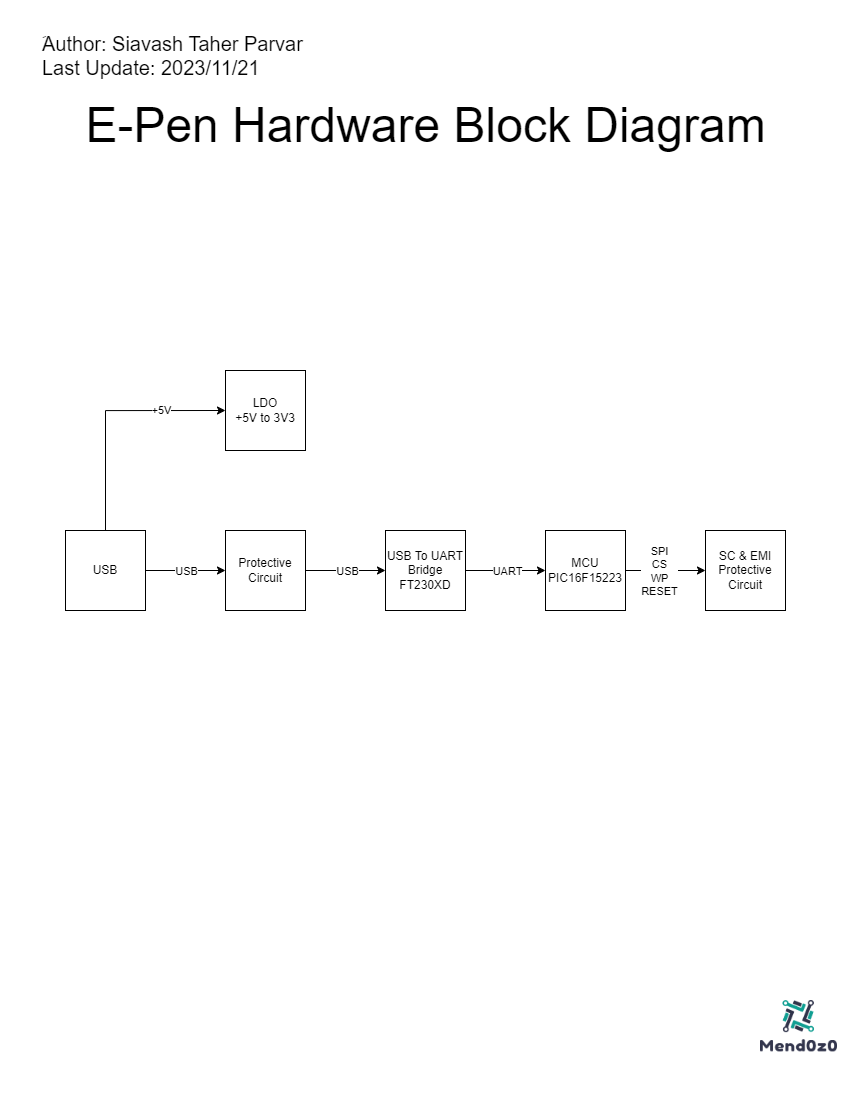 Author: Siavash Taher Parvar
Last Update: 2023/11/21
E-Pen Hardware Block Diagram
LDO
+5V to 3V3
+5V
USB
USB
Protective
Circuit
USB
USB To UART
Bridge
FT230XD
UART
MCU
PIC16F15223
SPI
CS
WP
RESET
SC & EMI
Protective
Circuit
Mend0z0